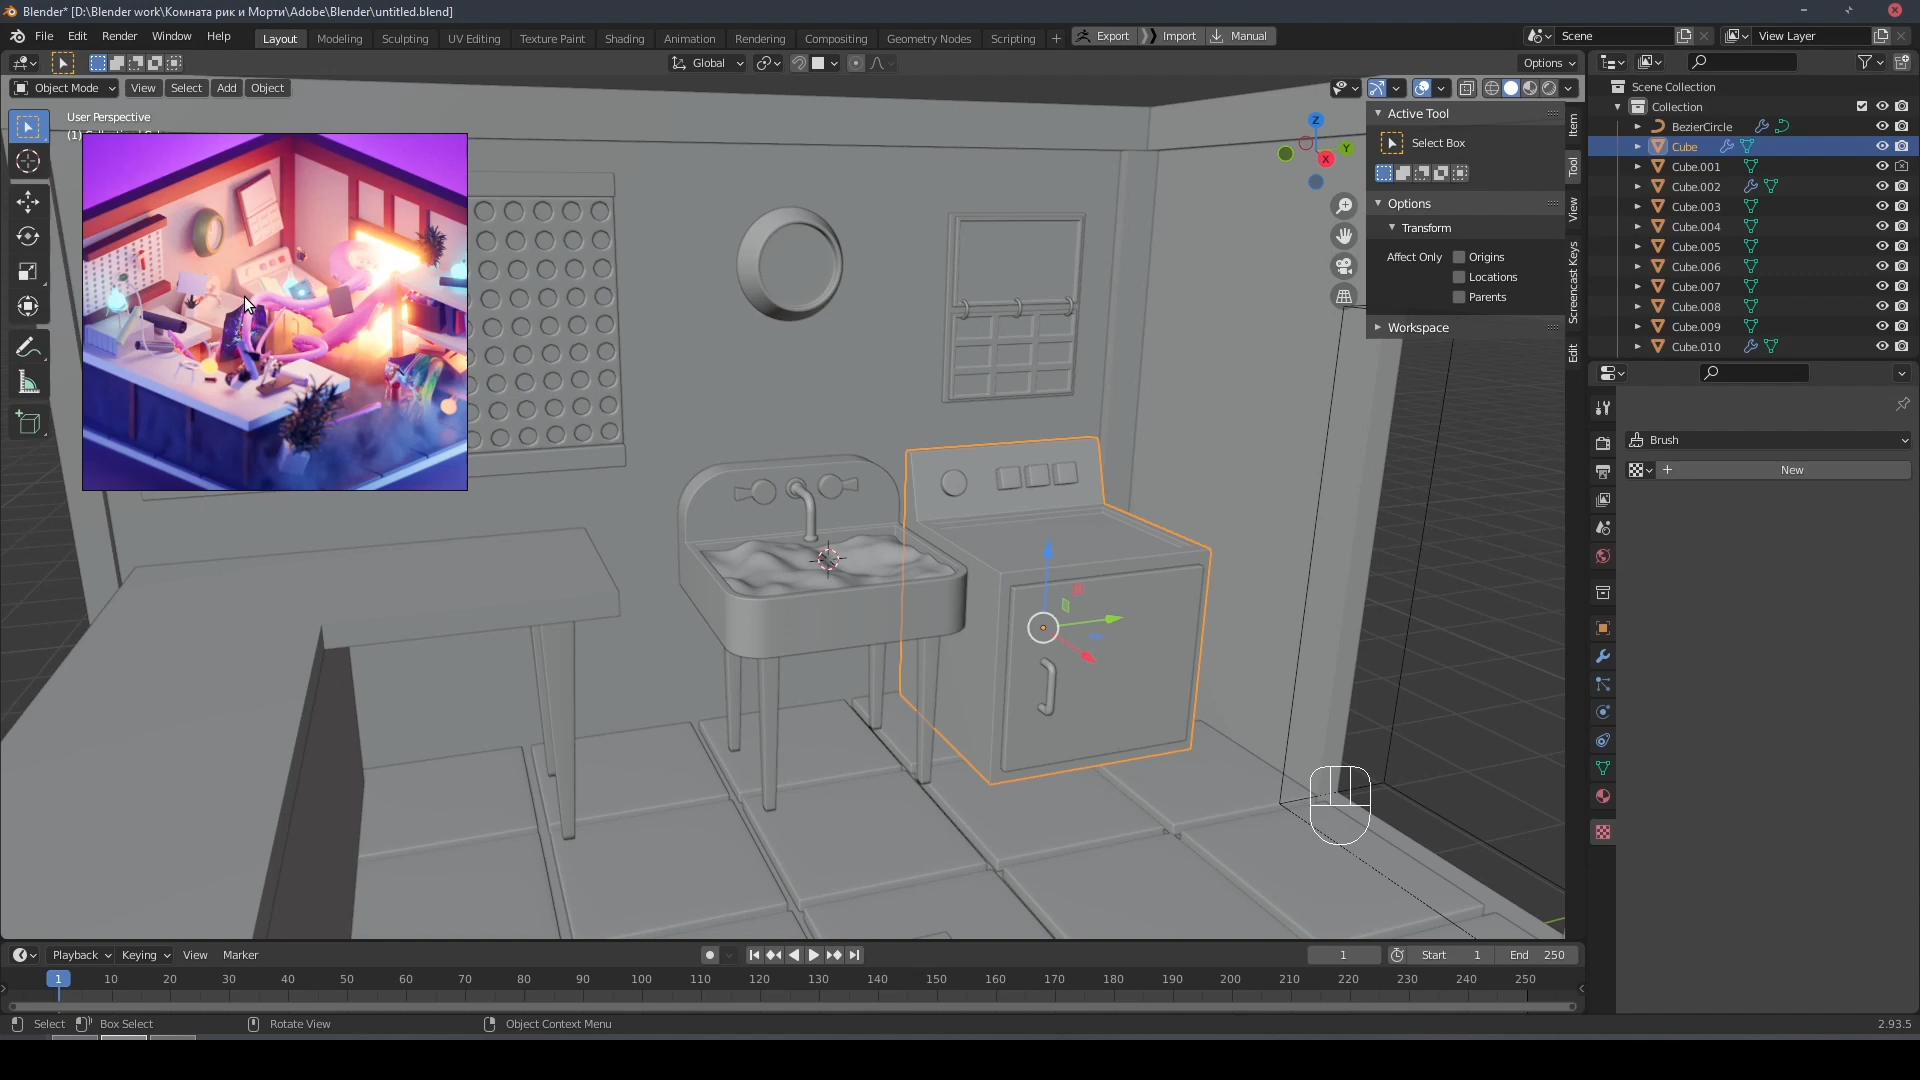 Blender* [D:\Blender work\Комната рик и Морти\Adobe\Blender\untitled.blend]
File Edit Render Window Help Layout Modeling Sculpting UV Editing Texture Paint Shading Animation Rendering Compositing Geometry Nodes Scripting + Export Import Manual Scene View Layer
Global Options
Object Mode View Select Add Object
User Perspective
(1)
Z
Y
X
Active Tool
Select Box
Options
Transform
Affect Only Origins
Locations
Parents
Workspace
Item
Tool
View
Screencast Keys
Edit
Scene Collection
Collection
BezierCircle
Cube
Cube.001
Cube.002
Cube.003
Cube.004
Cube.005
Cube.006
Cube.007
Cube.008
Cube.009
Cube.010
Brush
+ New
Playback Keying View Marker 1 Start 1 End 250
1 10 20 30 40 50 60 70 80 90 100 110 120 130 140 150 160 170 180 190 200 210 220 230 240 250
Select Box Select Rotate View Object Context Menu 2.93.5